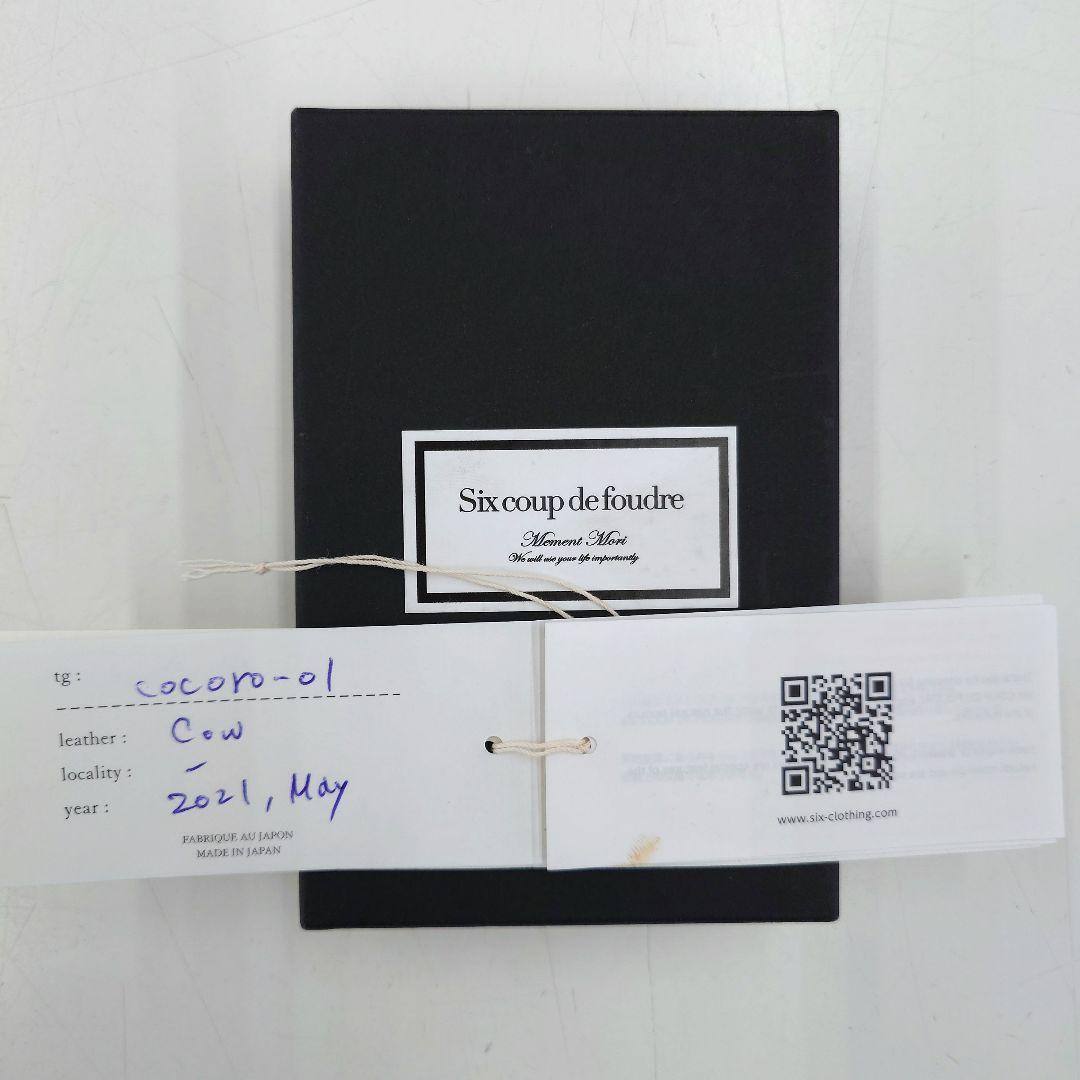 Six coup de foudre
Mement Mori
We will use your life importantly
tg : cocoro-01
leather : Cow
locality : -
year : 2021, May
FABRIQUE AU JAPON
MADE IN JAPAN
www.six-clothing.com